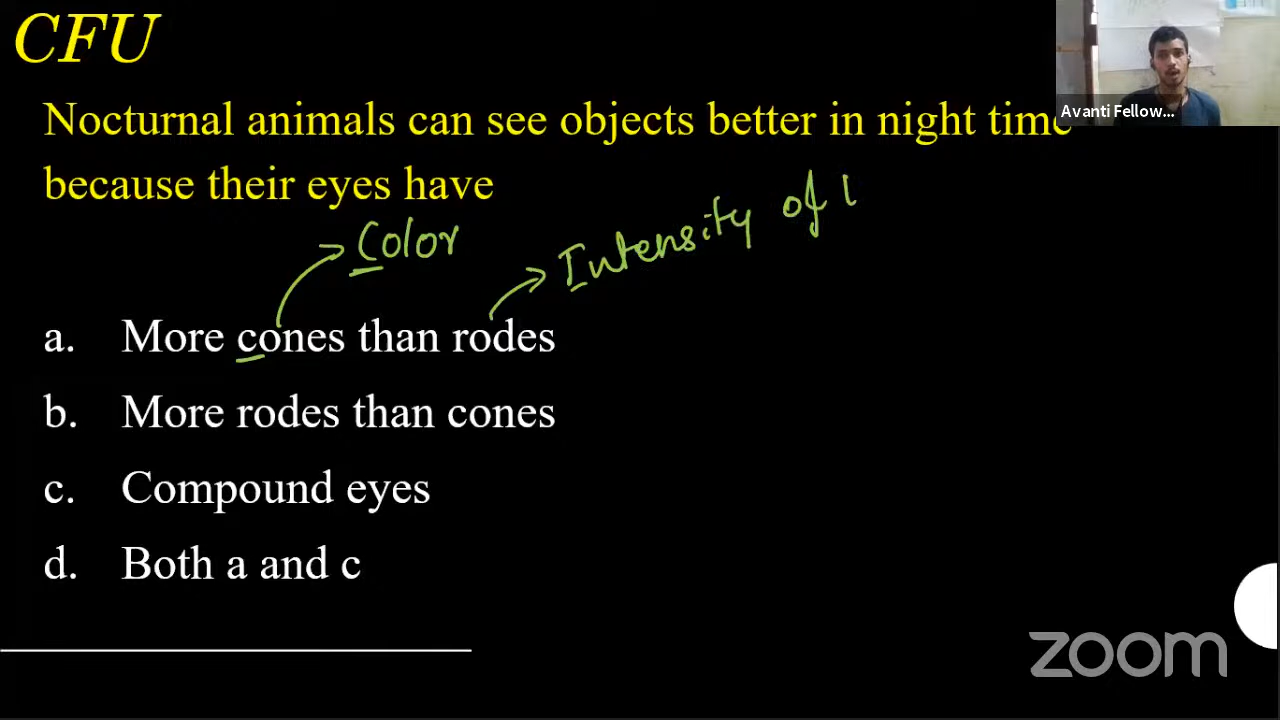 CFU
Avanti Fellow...
Nocturnal animals can see objects better in night time
because their eyes have
Color
Intensity of l
a. More cones than rodes
b. More rodes than cones
c. Compound eyes
d. Both a and c
zoom